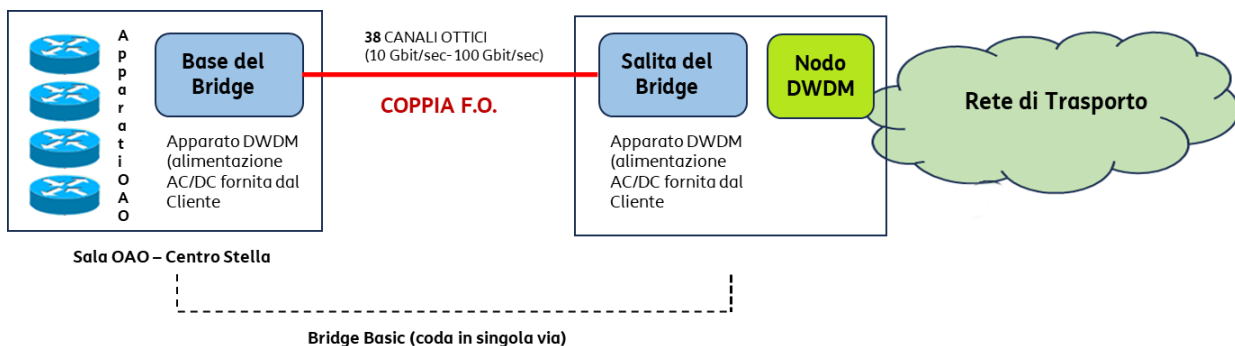 Apparati OAO
Base del
Bridge
Apparato DWDM
(alimentazione
AC/DC fornita dal
Cliente
38 CANALI OTTICI
(10 Gbit/sec-100 Gbit/sec)
COPPIA F.O.
Salita del
Bridge
Apparato DWDM
(alimentazione
AC/DC fornita dal
Cliente
Nodo
DWDM
Rete di Trasporto
Sala OAO – Centro Stella
Bridge Basic (coda in singola via)